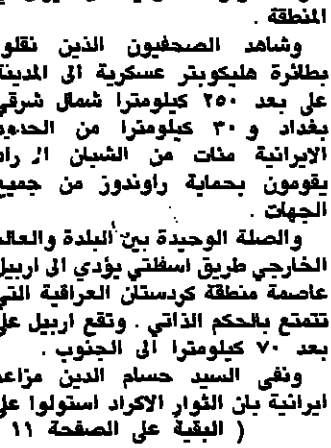 المنطقة .
وشاهد الصحفيون الذين نقلوا
بطائرة هليكوبتر عسكرية الى المدينة
على بعد ٢٥٠ كيلومترا شمال شرقي
بغداد و ٣٠ كيلومترا من الحدود
الايرانية مئات من الشبان
يقومون بحماية راوندوز من جميع
الجهات .
والصلة الوحيدة بين البلدة والعالم
الخارجي طريق اسفلتي يؤدي الى اربيل
عاصمة منطقة كردستان العراقية التي
تتمتع بالحكم الذاتي . وتقع اربيل على
بعد ٧٠ كيلومترا الى الجنوب .
ونفى السيد حسام الدين مزاعم
ايرانية بان الثوار الاكراد استولوا على
( البقية على الصفحة ١١